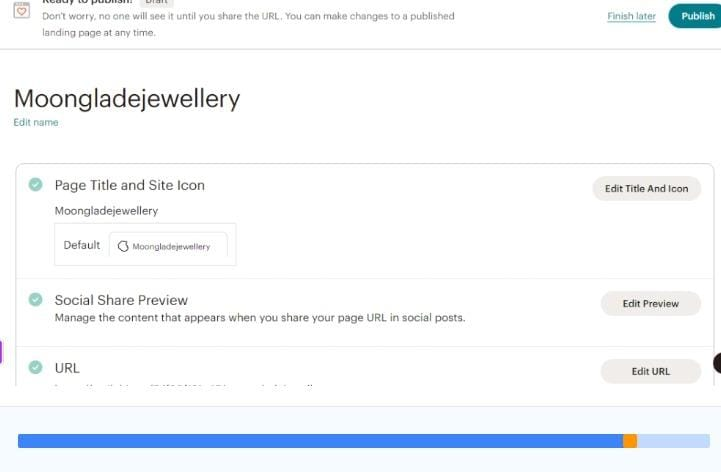 Ready to publish! Draft
Don't worry, no one will see it until you share the URL. You can make changes to a published
landing page at any time.
Finish later
Publish
Moongladejewellery
Edit name
Page Title and Site Icon
Edit Title And Icon
Moongladejewellery
Default Moongladejewellery
Social Share Preview
Edit Preview
Manage the content that appears when you share your page URL in social posts.
URL
Edit URL